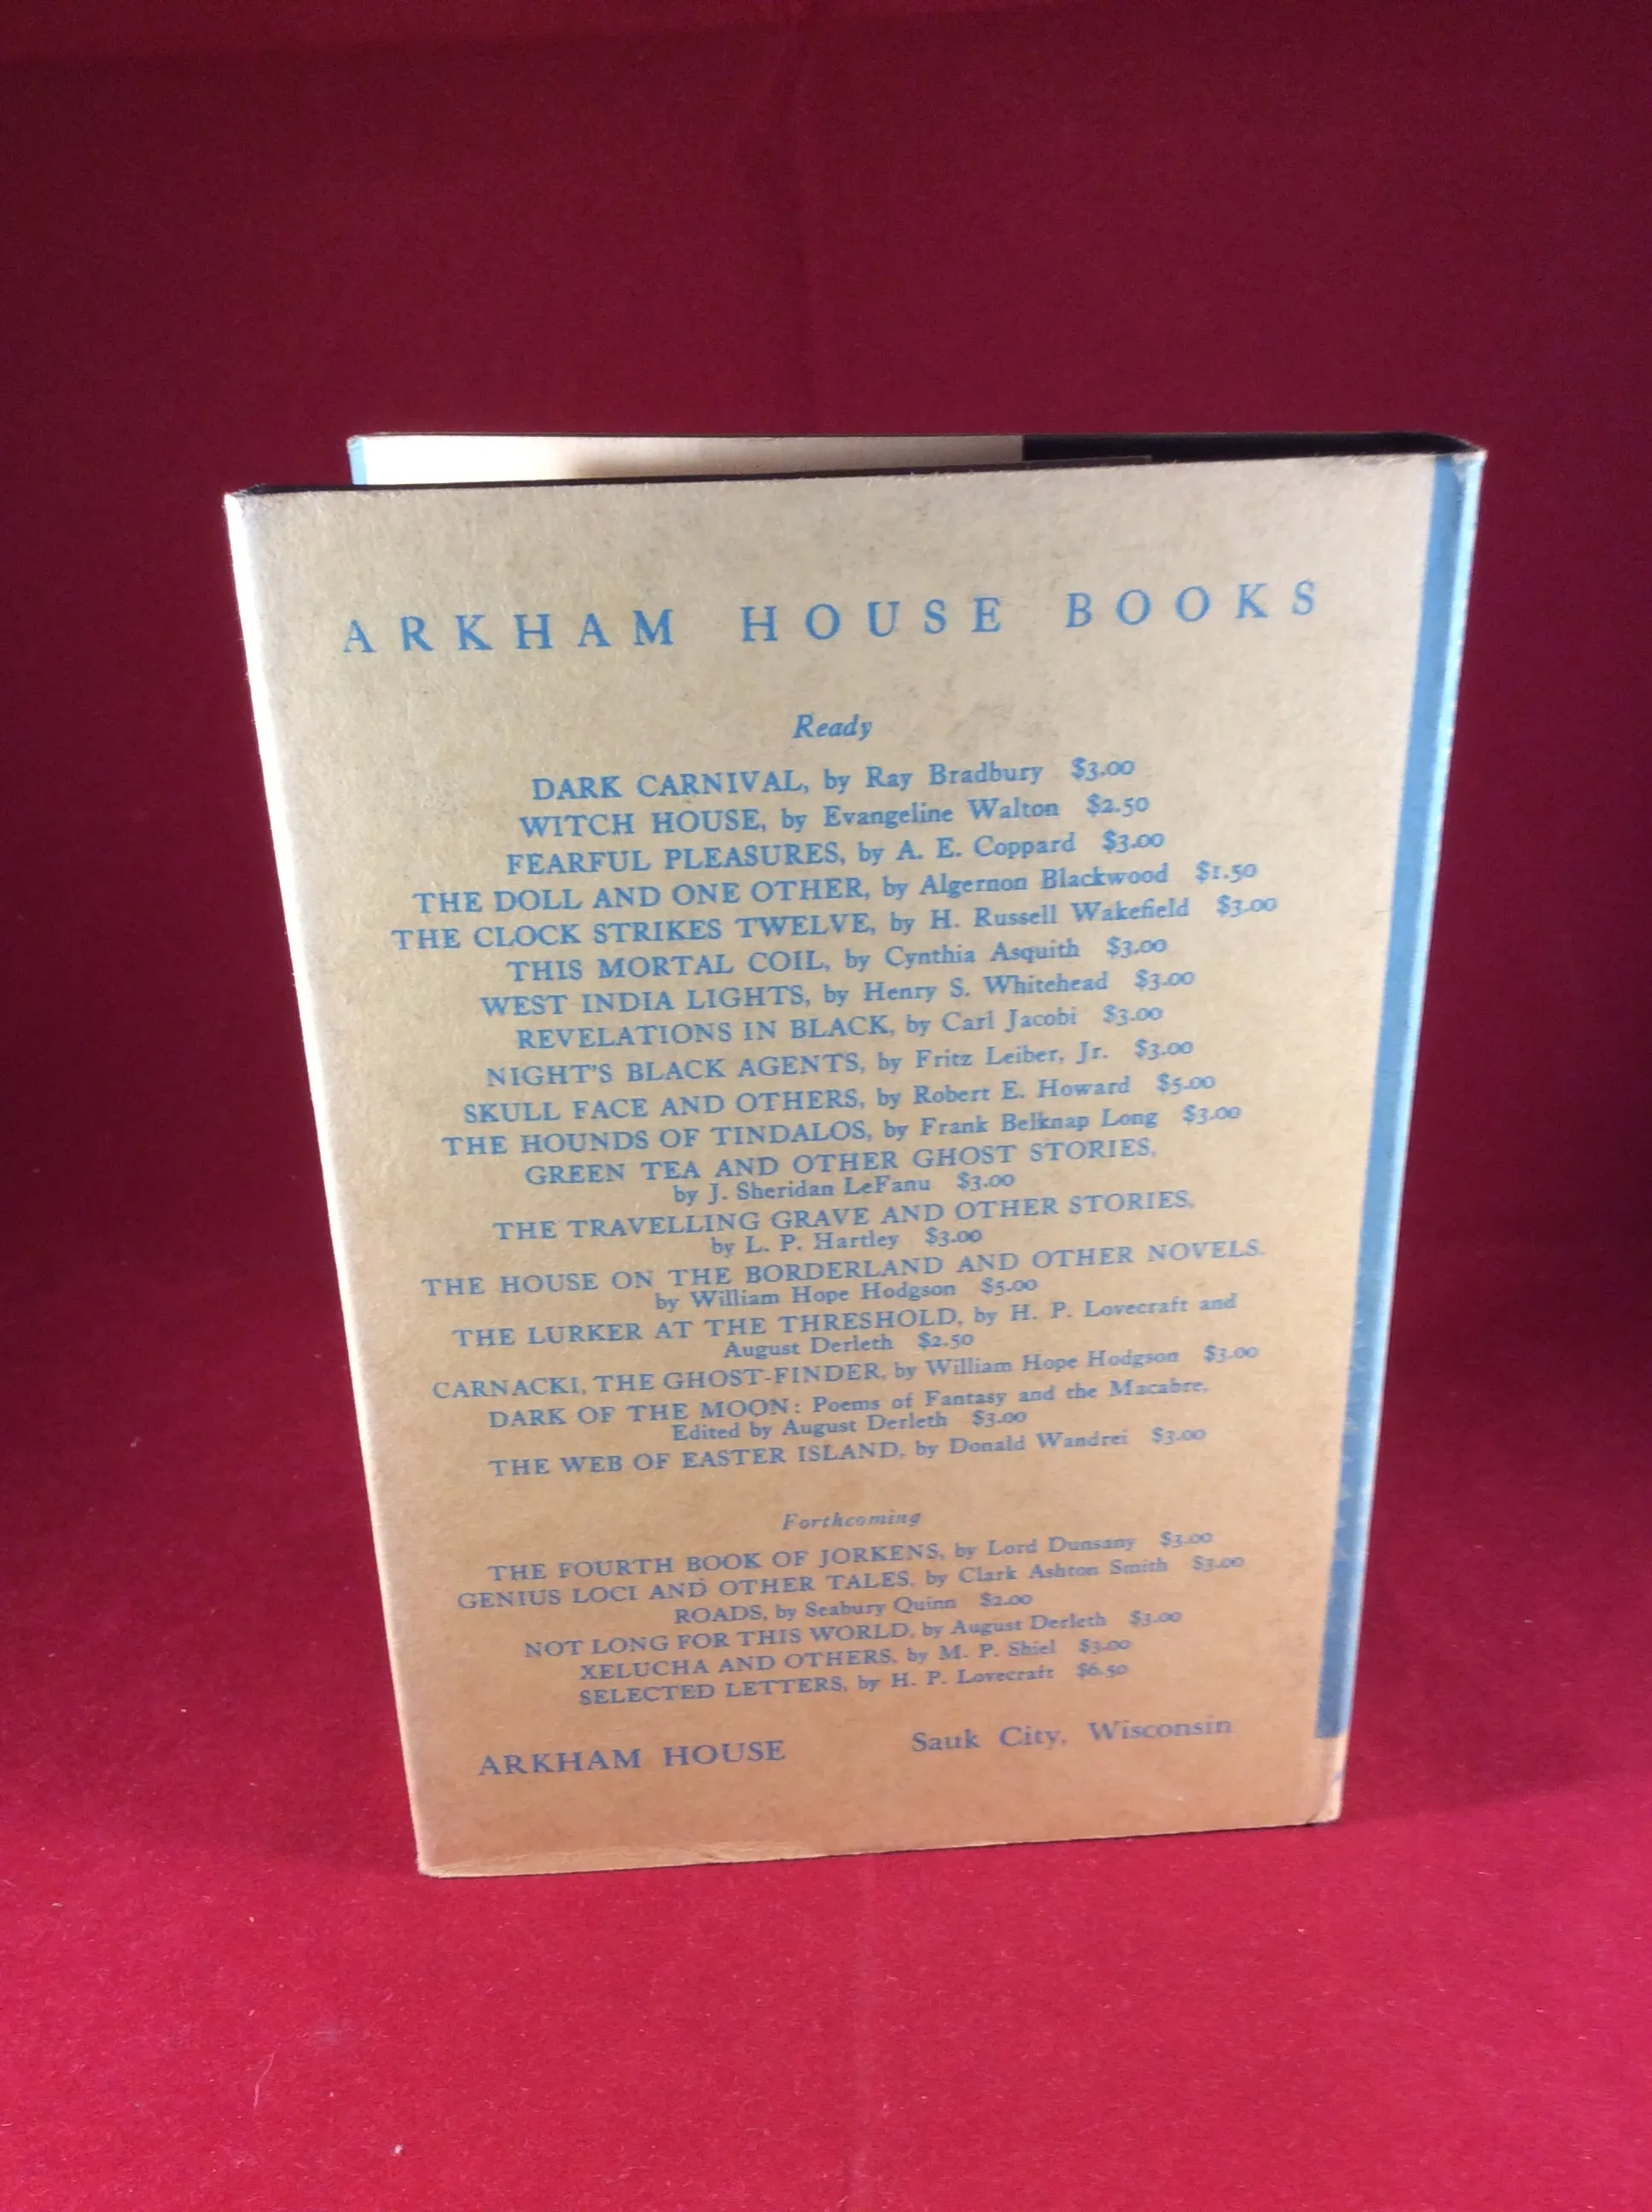 ARKHAM HOUSE BOOKS
Ready
DARK CARNIVAL, by Ray Bradbury $3.00
WITCH HOUSE, by Evangeline Walton $2.50
FEARFUL PLEASURES, by A. E. Coppard $3.00
THE DOLL AND ONE OTHER, by Algernon Blackwood $1.50
THE CLOCK STRIKES TWELVE, by H. Russell Wakefield $3.00
THIS MORTAL COIL, by Cynthia Asquith $3.00
WEST INDIA LIGHTS, by Henry S. Whitehead $3.00
REVELATIONS IN BLACK, by Carl Jacobi $3.00
NIGHT'S BLACK AGENTS, by Fritz Leiber, Jr. $3.00
SKULL FACE AND OTHERS, by Robert E. Howard $5.00
THE HOUNDS OF TINDALOS, by Frank Belknap Long $3.00
GREEN TEA AND OTHER GHOST STORIES,
by J. Sheridan LeFanu $3.00
THE TRAVELLING GRAVE AND OTHER STORIES,
by L. P. Hartley $3.00
THE HOUSE ON THE BORDERLAND AND OTHER NOVELS,
by William Hope Hodgson $5.00
THE LURKER AT THE THRESHOLD, by H. P. Lovecraft and
August Derleth $2.50
CARNACKI, THE GHOST-FINDER, by William Hope Hodgson $3.00
DARK OF THE MOON: Poems of Fantasy and the Macabre,
Edited by August Derleth $3.00
THE WEB OF EASTER ISLAND, by Donald Wandrei $3.00
Forthcoming
THE FOURTH BOOK OF JORKENS, by Lord Dunsany $3.00
GENIUS LOCI AND OTHER TALES, by Clark Ashton Smith $3.00
ROADS, by Seabury Quinn $2.00
NOT LONG FOR THIS WORLD, by August Derleth $3.00
XELUCHA AND OTHERS, by M. P. Shiel $3.00
SELECTED LETTERS, by H. P. Lovecraft $6.50
ARKHAM HOUSE Sauk City, Wisconsin